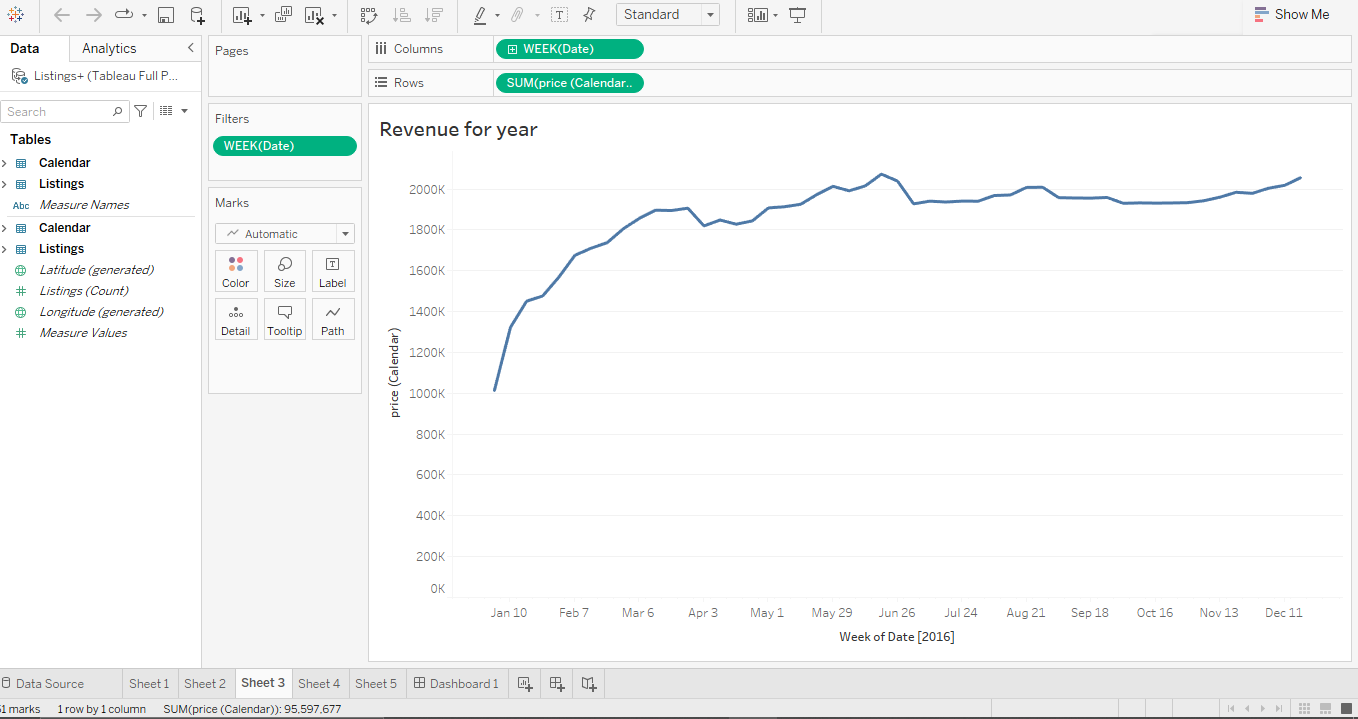 Standard
Show Me
Data
Analytics
Pages
Columns
WEEK(Date)
Listings+ (Tableau Full P...
Rows
SUM(price (Calendar..
Search
Filters
WEEK(Date)
Tables
Calendar
Listings
Abc Measure Names
Calendar
Listings
Latitude (generated)
Listings (Count)
Longitude (generated)
Measure Values
Marks
Automatic
Color Size Label
Detail Tooltip Path
Revenue for year
2000K
1800K
1600K
1400K
1200K
1000K
800K
600K
400K
200K
0K
price (Calendar)
Jan 10 Feb 7 Mar 6 Apr 3 May 1 May 29 Jun 26 Jul 24 Aug 21 Sep 18 Oct 16 Nov 13 Dec 11
Week of Date [2016]
Data Source Sheet 1 Sheet 2 Sheet 3 Sheet 4 Sheet 5 Dashboard 1
marks 1 row by 1 column SUM(price (Calendar)): 95,597,677